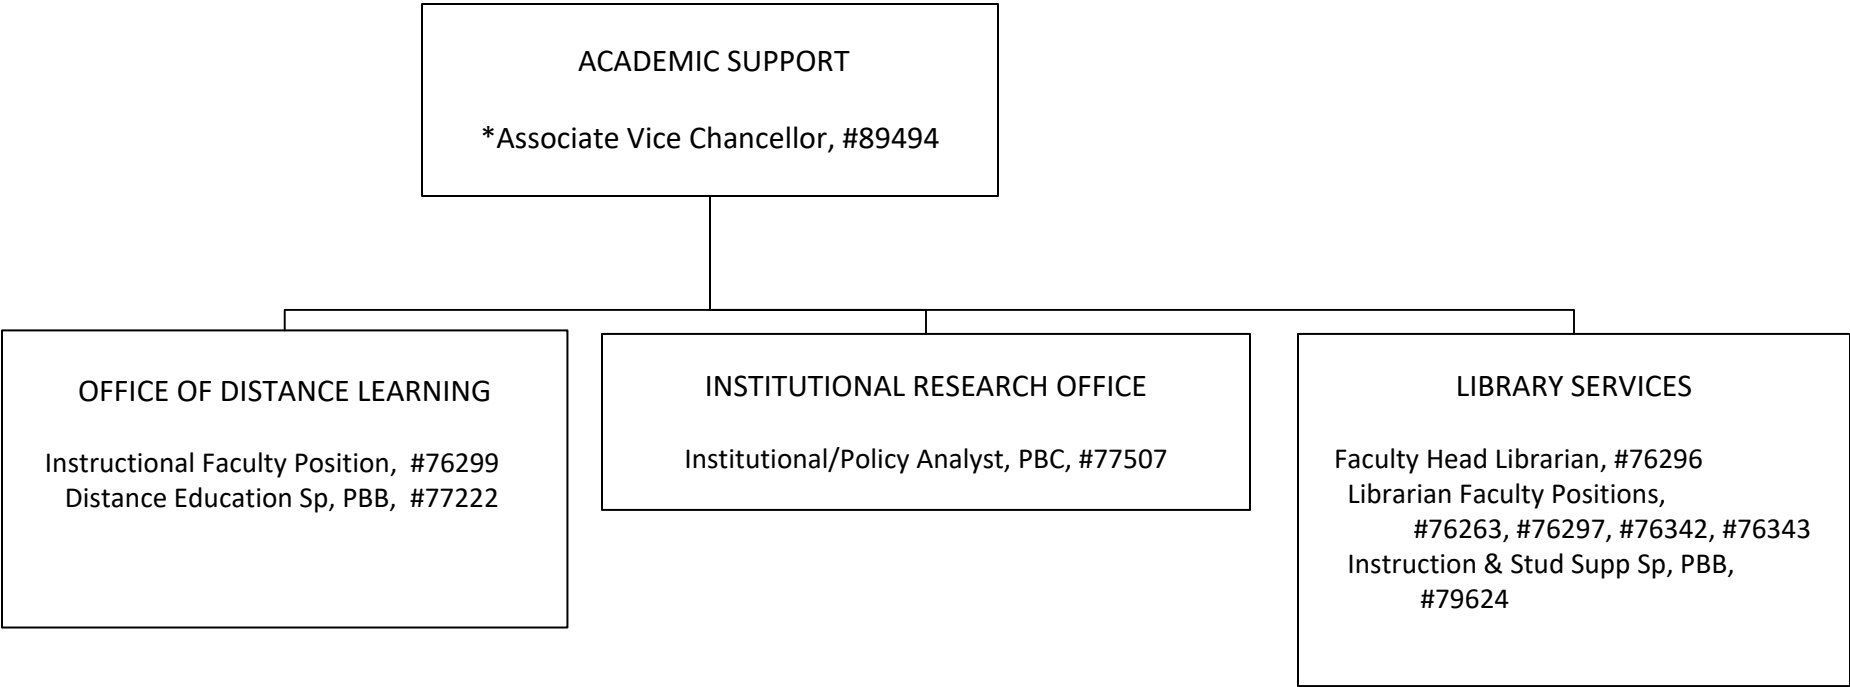 ACADEMIC SUPPORT
*Associate Vice Chancellor, #89494
OFFICE OF DISTANCE LEARNING
Instructional Faculty Position, #76299
Distance Education Sp, PBB, #77222
INSTITUTIONAL RESEARCH OFFICE
Institutional/Policy Analyst, PBC, #77507
LIBRARY SERVICES
Faculty Head Librarian, #76296
Librarian Faculty Positions,
#76263, #76297, #76342, #76343
Instruction & Stud Supp Sp, PBB,
#79624